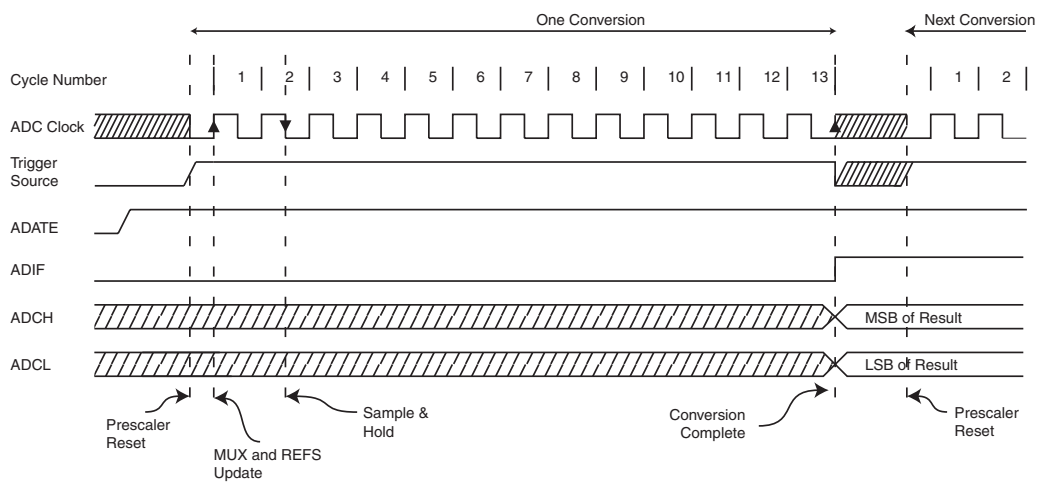 One Conversion
Next Conversion
Cycle Number
1 2 3 4 5 6 7 8 9 10 11 12 13 1 2
ADC Clock
Trigger
Source
ADATE
ADIF
ADCH
MSB of Result
ADCL
LSB of Result
Prescaler
Reset
MUX and REFS
Update
Sample &
Hold
Conversion
Complete
Prescaler
Reset